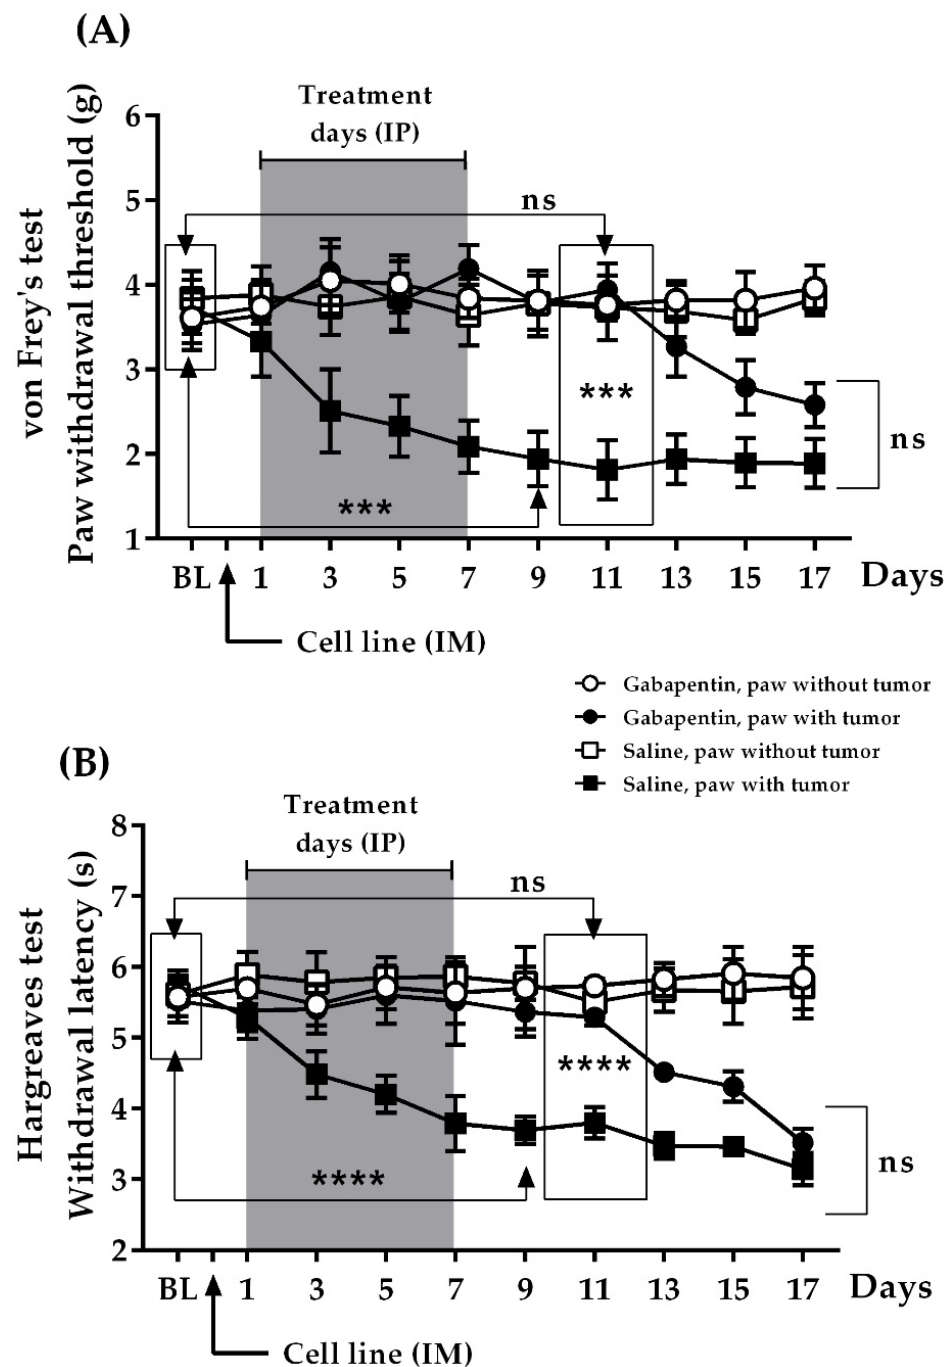 (A)
Treatment
days (IP)
von Frey's test
Paw withdrawal threshold (g)
6
5
4
3
2
1
ns
***
***
ns
BL 1 3 5 7 9 11 13 15 17 Days
Cell line (IM)
Gabapentin, paw without tumor
Gabapentin, paw with tumor
Saline, paw without tumor
Saline, paw with tumor
(B)
Treatment
days (IP)
Hargreaves test
Withdrawal latency (s)
8
7
6
5
4
3
2
ns
****
****
ns
BL 1 3 5 7 9 11 13 15 17 Days
Cell line (IM)